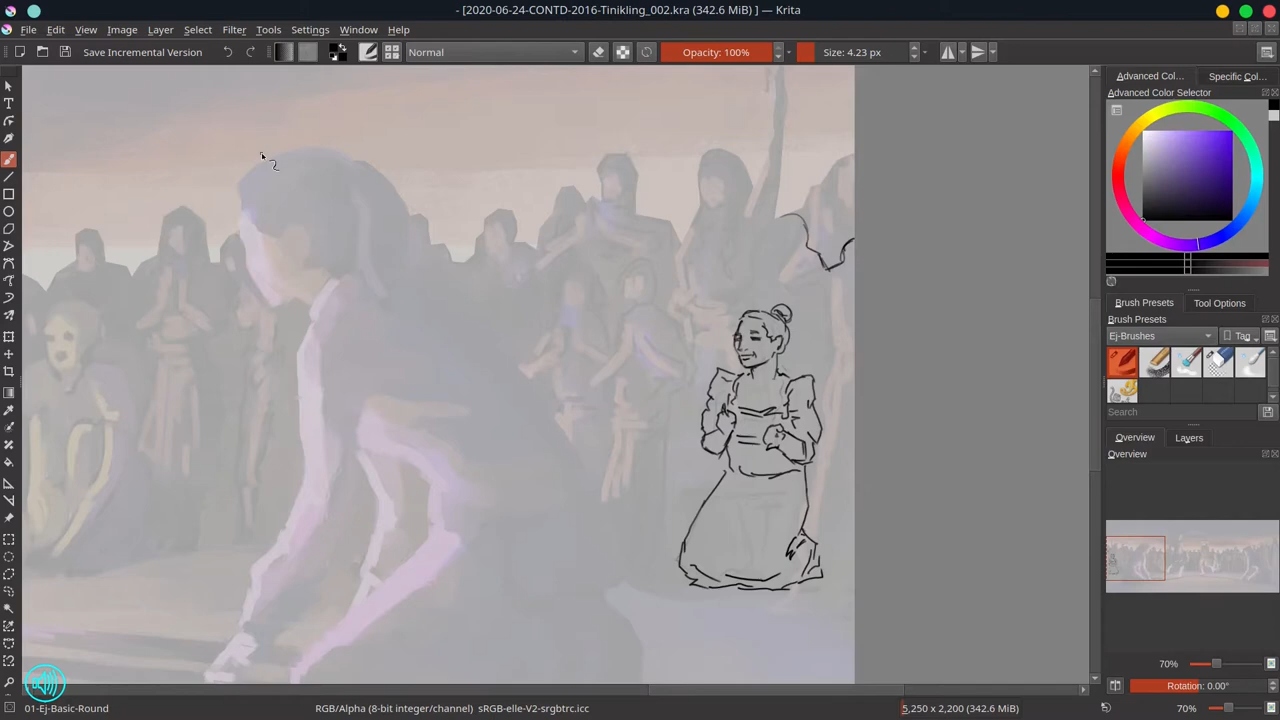 - [2020-06-24-CONTD-2016-Tinikling_002.kra (342.6 MiB) ] — Krita
File Edit View Image Layer Select Filter Tools Settings Window Help
Save Incremental Version Normal Opacity: 100% Size: 4.23 px
Advanced Col... Specific Col...
Advanced Color Selector
Brush Presets Tool Options
Brush Presets
Ej-Brushes Tag
Search
Overview Layers
Overview
70%
Rotation: 0.00°
01-Ej-Basic-Round RGB/Alpha (8-bit integer/channel) sRGB-elle-V2-srgbtrc.icc 5,250 x 2,200 (342.6 MiB) 70%